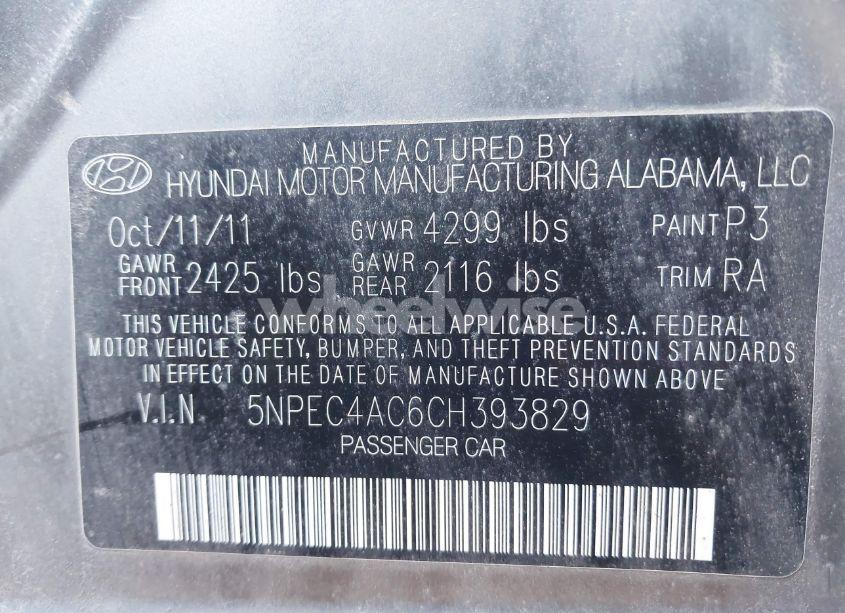 MANUFACTURED BY
HYUNDAI MOTOR MANUFACTURING ALABAMA, LLC
Oct/11/11 GVWR 4299 lbs PAINT P3
GAWR FRONT 2425 lbs GAWR REAR 2116 lbs TRIM RA
wheelwise
THIS VEHICLE CONFORMS TO ALL APPLICABLE U.S.A. FEDERAL
MOTOR VEHICLE SAFETY, BUMPER, AND THEFT PREVENTION STANDARDS
IN EFFECT ON THE DATE OF MANUFACTURE SHOWN ABOVE
V.I.N 5NPEC4AC6CH393829
PASSENGER CAR